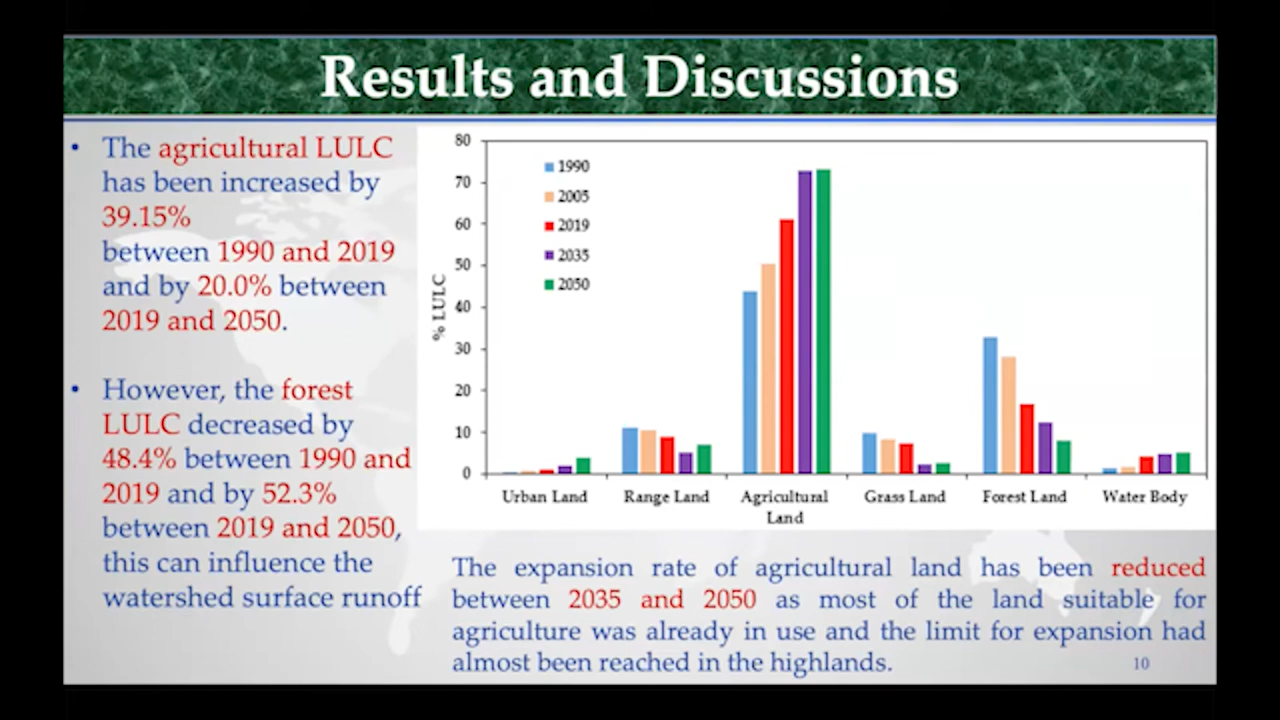 Results and Discussions
• The agricultural LULC
has been increased by
39.15%
between 1990 and 2019
and by 20.0% between
2019 and 2050.
• However, the forest
LULC decreased by
48.4% between 1990 and
2019 and by 52.3%
between 2019 and 2050,
this can influence the
watershed surface runoff
80
70
60
50
40
30
20
10
0
% LULC
1990
2005
2019
2035
2050
Urban Land
Range Land
Agricultural
Land
Grass Land
Forest Land
Water Body
The expansion rate of agricultural land has been reduced
between 2035 and 2050 as most of the land suitable for
agriculture was already in use and the limit for expansion had
almost been reached in the highlands.
10